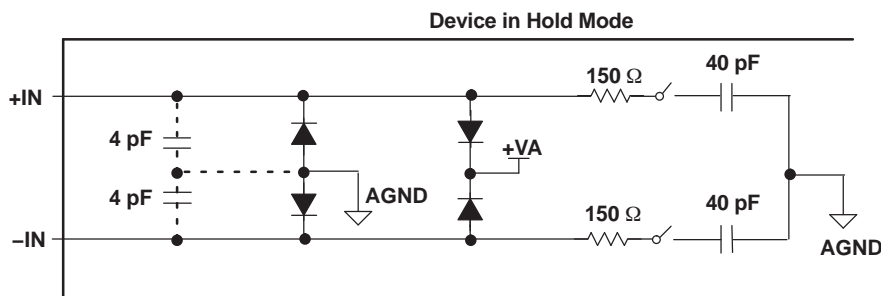 Device in Hold Mode
150 Ω
40 pF
+IN
4 pF
+VA
4 pF
AGND
150 Ω
40 pF
−IN
AGND